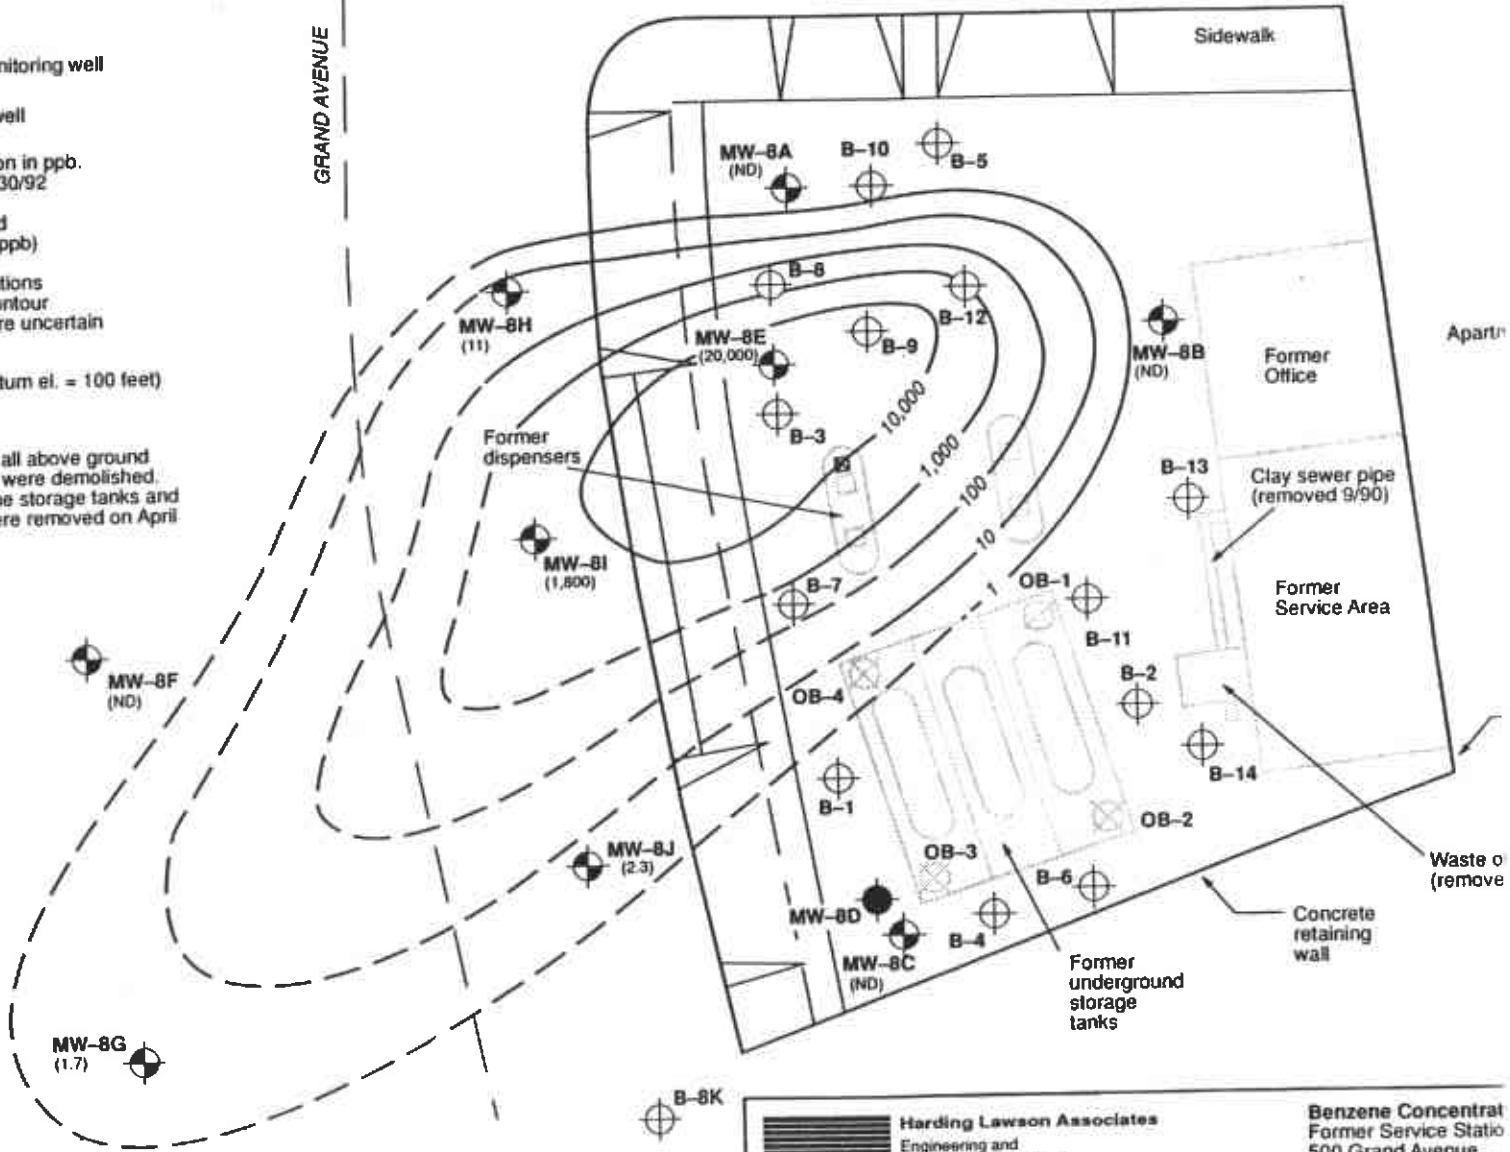 nitoring well
vell
on in ppb.
30/92
d
ppb)
tions
ontour
re uncertain
tum el. = 100 feet)
all above ground
were demolished.
ne storage tanks and
ere removed on April
GRAND AVENUE
Sidewalk
MW-8A
(ND)
B-10
B-5
B-8
B-12
MW-8H
(11)
MW-8E
(20,000)
B-9
MW-8B
(ND)
Former
Office
Apartn
B-3
10,000
1,000
100
10
1
Former
dispensers
B-13
Clay sewer pipe
(removed 9/90)
MW-8I
(1,800)
B-7
OB-1
B-11
Former
Service Area
MW-8F
(ND)
OB-4
B-2
B-14
B-1
OB-2
MW-8J
(2.3)
OB-3
B-6
Waste o
(remove
MW-8D
B-4
MW-8C
(ND)
Concrete
retaining
wall
Former
underground
storage
tanks
MW-8G
(1.7)
B-8K
Harding Lawson Associates
Engineering and
Benzene Concentrat
Former Service Statio
500 Grand Avenue